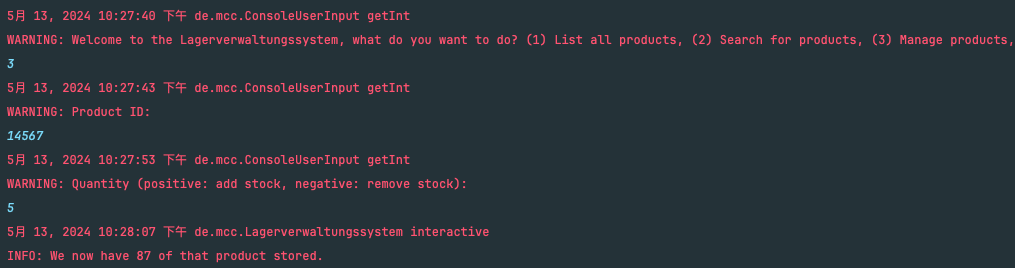 5月 13, 2024 10:27:40 下午 de.mcc.ConsoleUserInput getInt
WARNING: Welcome to the Lagerverwaltungssystem, what do you want to do? (1) List all products, (2) Search for products, (3) Manage products,
3
5月 13, 2024 10:27:43 下午 de.mcc.ConsoleUserInput getInt
WARNING: Product ID:
14567
5月 13, 2024 10:27:53 下午 de.mcc.ConsoleUserInput getInt
WARNING: Quantity (positive: add stock, negative: remove stock):
5
5月 13, 2024 10:28:07 下午 de.mcc.Lagerverwaltungssystem interactive
INFO: We now have 87 of that product stored.